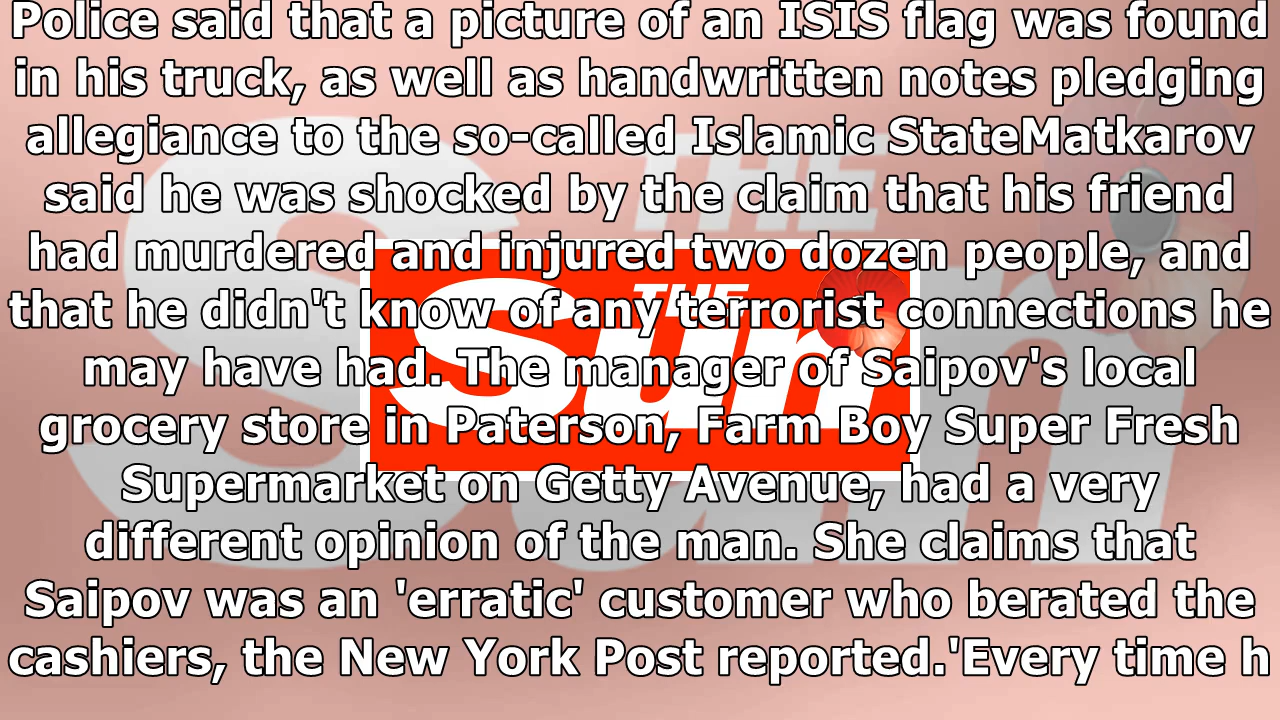 Police said that a picture of an ISIS flag was found
in his truck, as well as handwritten notes pledging
allegiance to the so-called Islamic StateMatkarov
said he was shocked by the claim that his friend
had murdered and injured two dozen people, and
that he didn't know of any terrorist connections he
may have had. The manager of Saipov's local
grocery store in Paterson, Farm Boy Super Fresh
Supermarket on Getty Avenue, had a very
different opinion of the man. She claims that
Saipov was an 'erratic' customer who berated the
cashiers, the New York Post reported.'Every time h
THE
Sun
THE
Sun